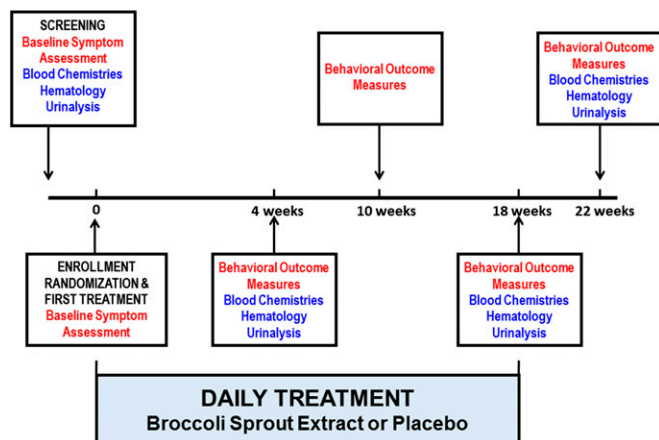 SCREENING
Baseline Symptom
Assessment
Blood Chemistries
Hematology
Urinalysis
Behavioral Outcome
Measures
Behavioral Outcome
Measures
Blood Chemistries
Hematology
Urinalysis
0
4 weeks
10 weeks
18 weeks
22 weeks
ENROLLMENT
RANDOMIZATION &
FIRST TREATMENT
Baseline Symptom
Assessment
Behavioral Outcome
Measures
Blood Chemistries
Hematology
Urinalysis
Behavioral Outcome
Measures
Blood Chemistries
Hematology
Urinalysis
DAILY TREATMENT
Broccoli Sprout Extract or Placebo